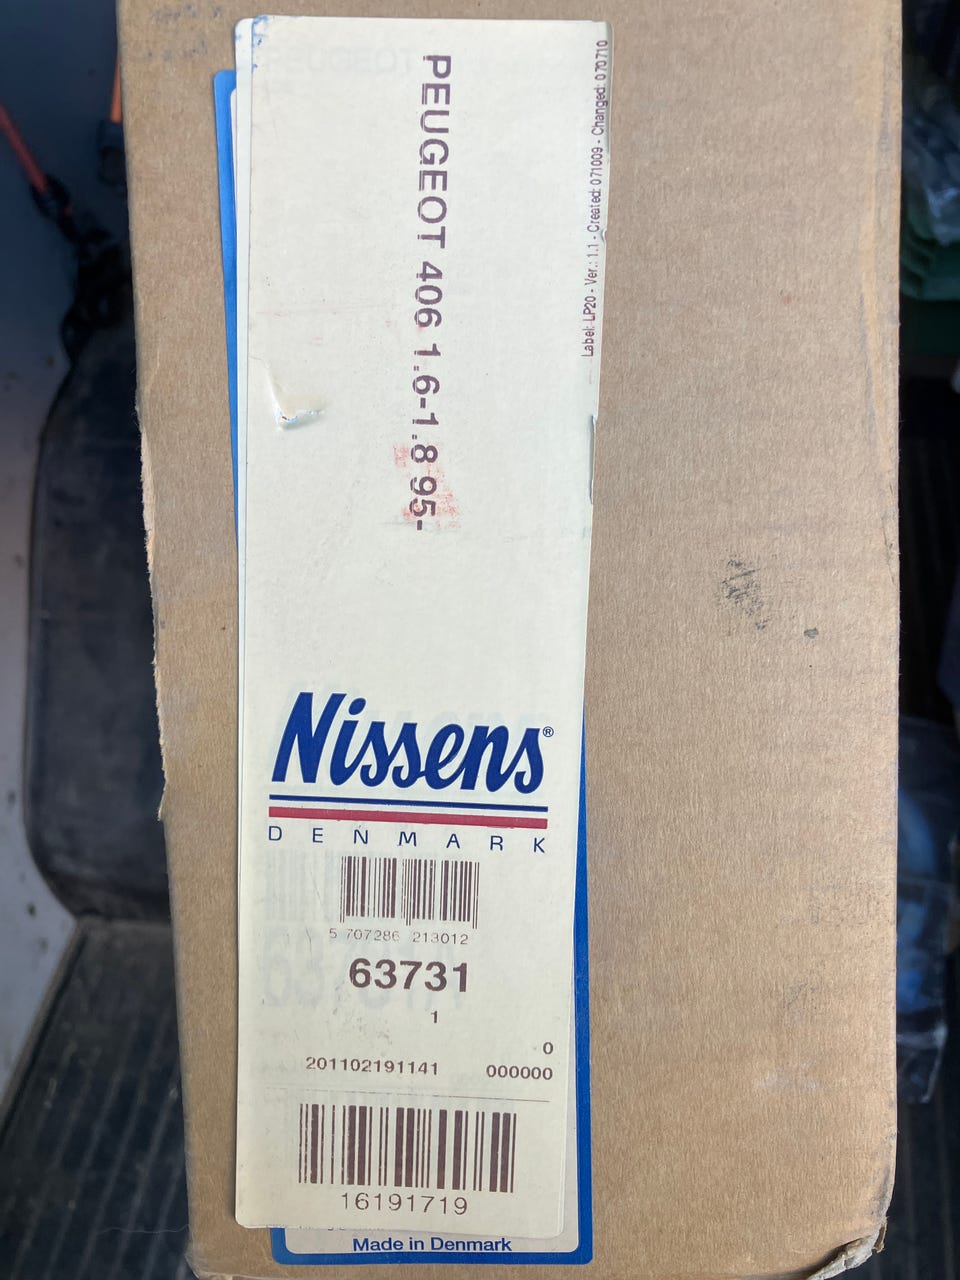 PEUGEOT 406 1.6-1.8 95-
Label: LP20 - Ver.: 1.1 - Created: 071009 - Changed: 070710
Nissens®
DENMARK
5 707286 213012
63731
1
0
201102191141 000000
16191719
Made in Denmark